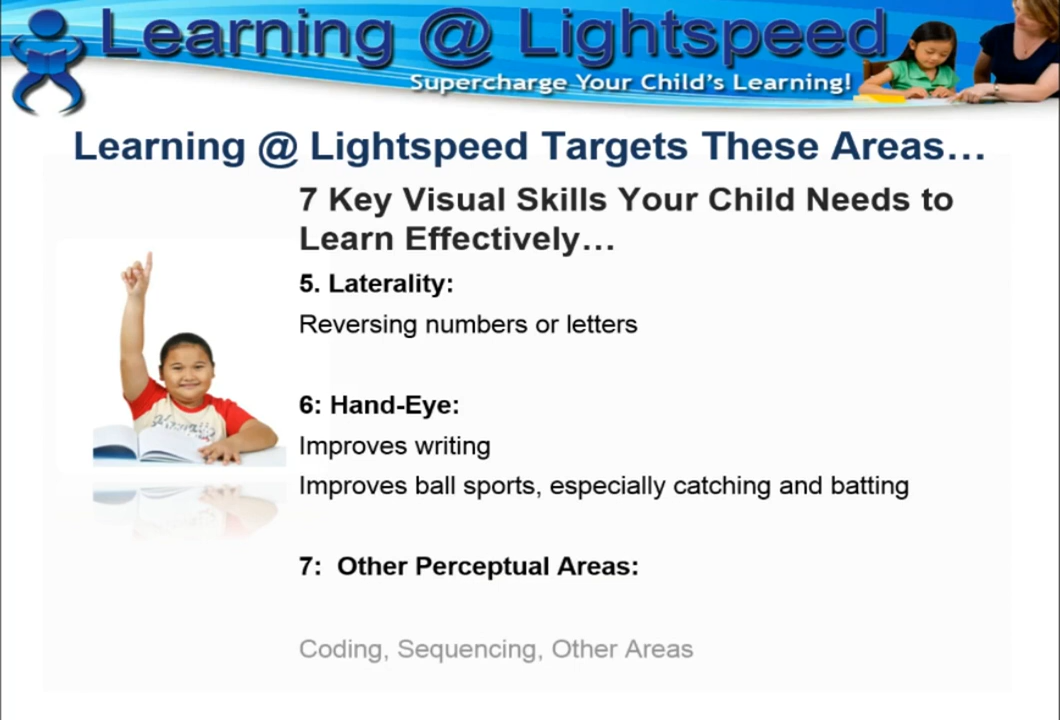 Learning @ Lightspeed
Supercharge Your Child's Learning!
Learning @ Lightspeed Targets These Areas...
7 Key Visual Skills Your Child Needs to
Learn Effectively...
5. Laterality:
Reversing numbers or letters
6: Hand-Eye:
Improves writing
Improves ball sports, especially catching and batting
7: Other Perceptual Areas:
Coding, Sequencing, Other Areas